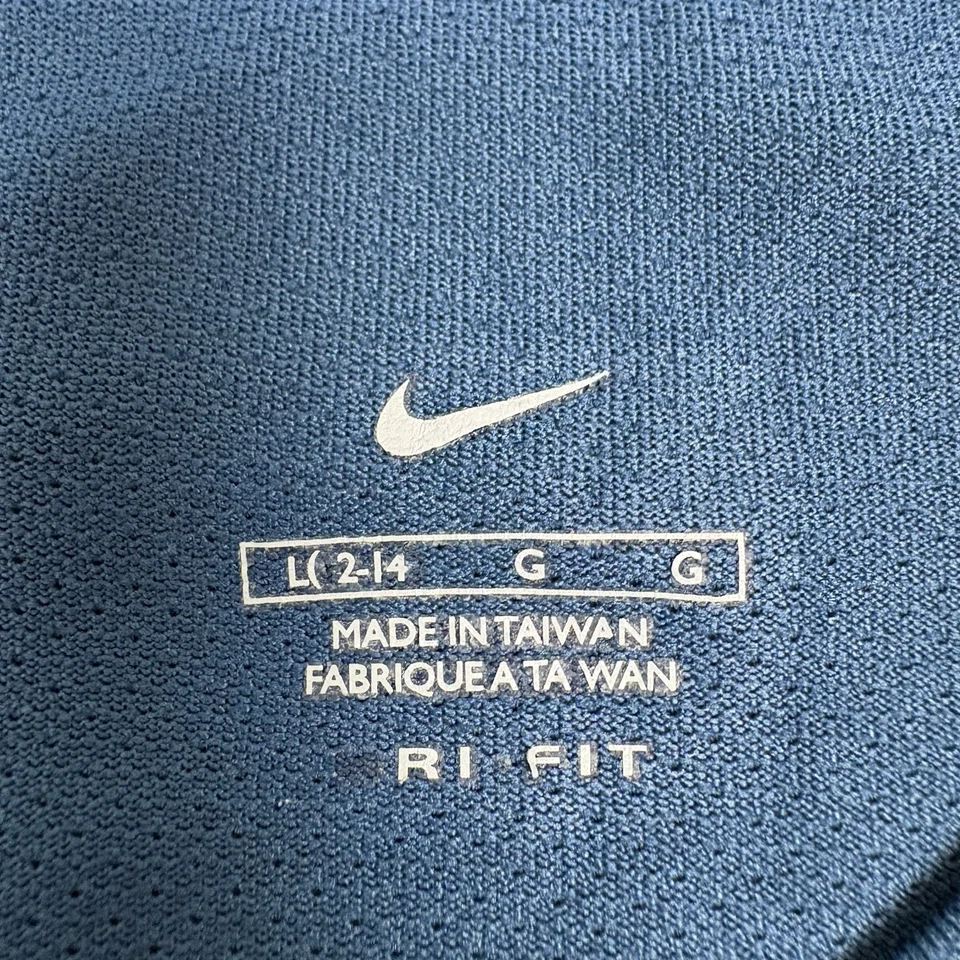 L( 2-14 G G
MADE IN TAIWAN
FABRIQUE A TA WAN
RI-FIT